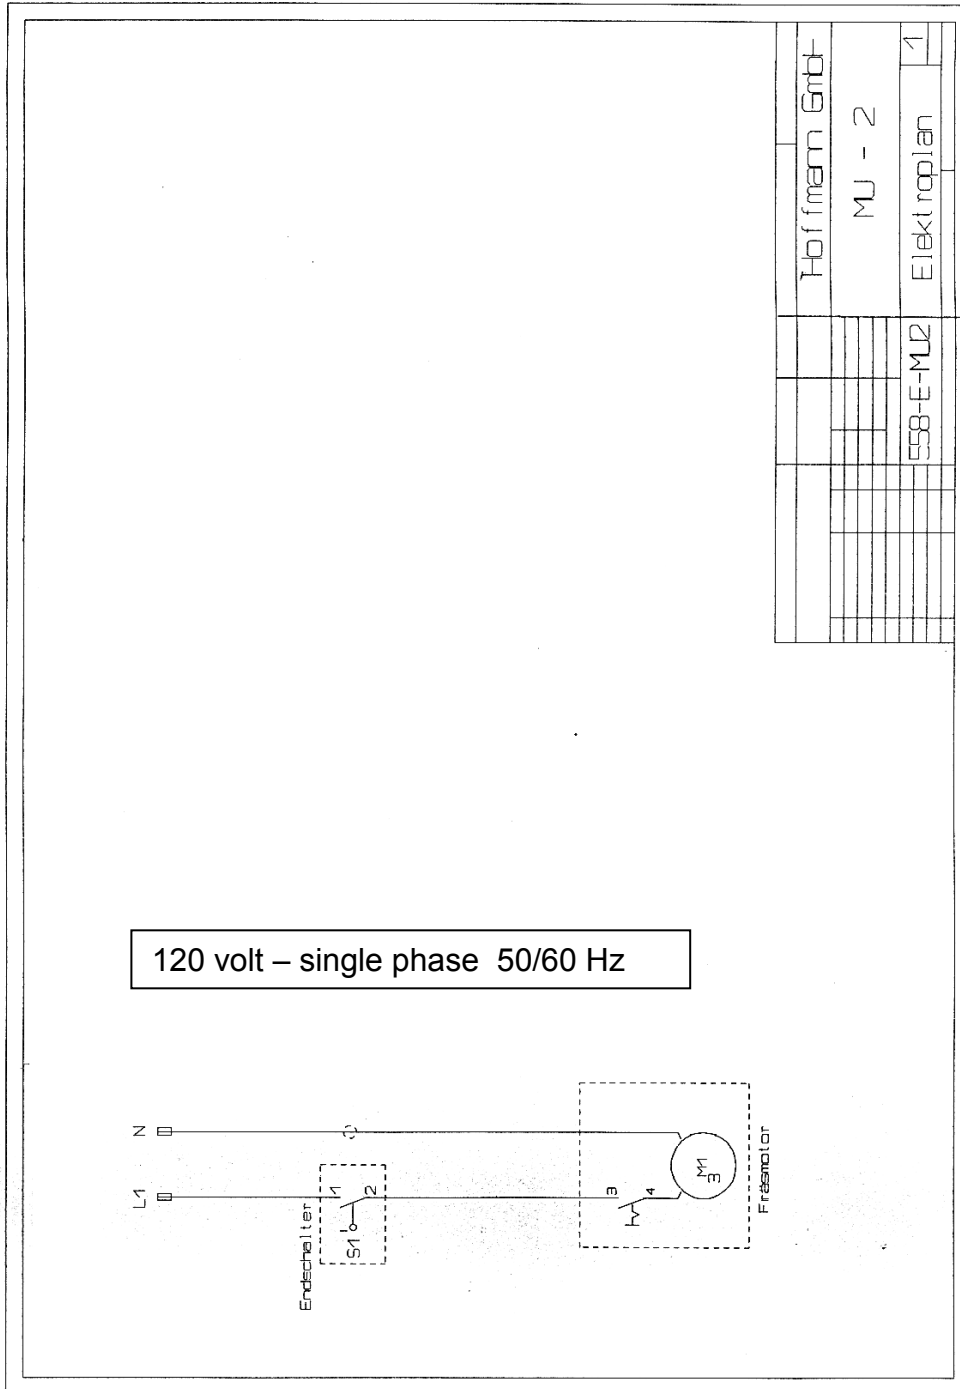 Hoffmann GmbH
MU - 2
558-E-MU2
Elektroplan
1
120 volt – single phase 50/60 Hz
L1
N
Endschalter
S1
1
2
3
4
M1
3
Fräsmotor